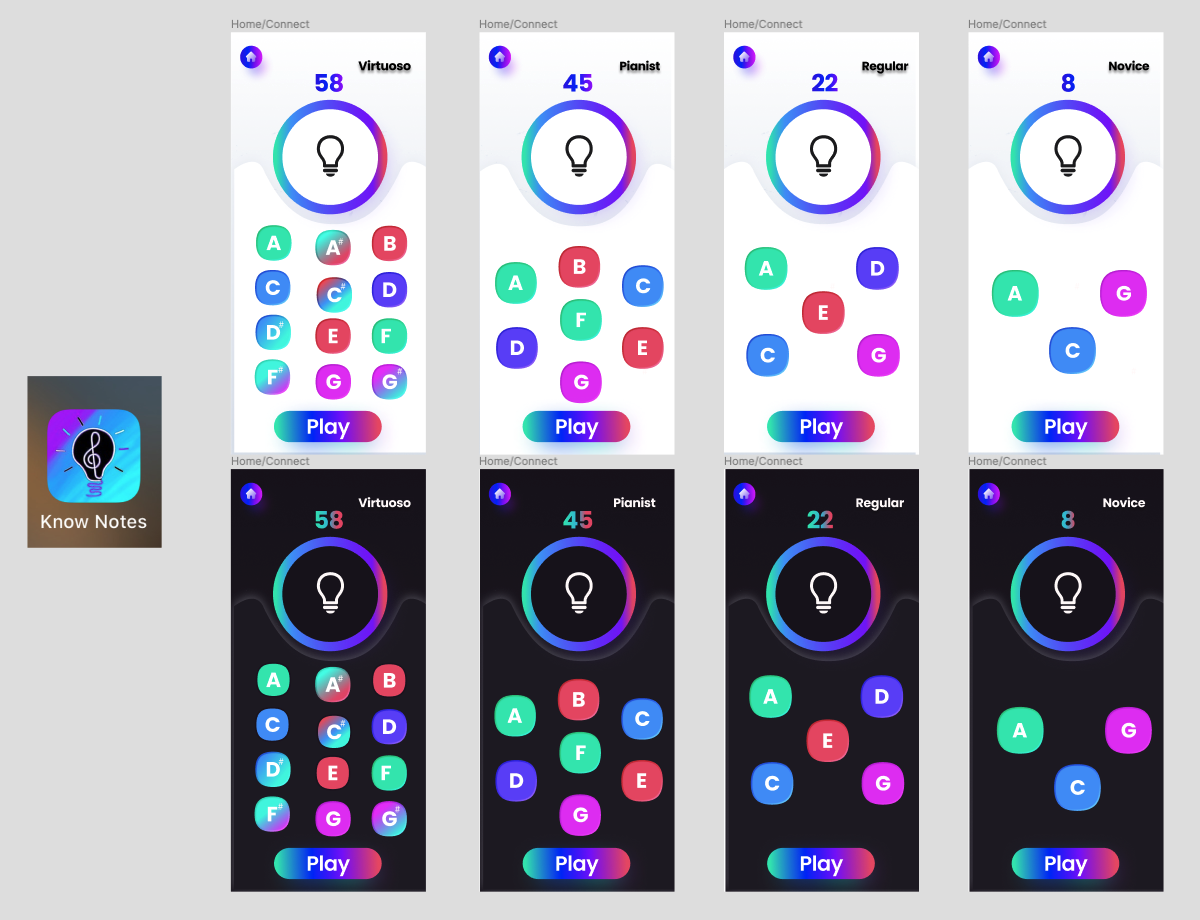 Home/Connect
Home/Connect
Home/Connect
Home/Connect
Virtuoso
Pianist
Regular
Novice
58
45
22
8
A A# B
C C# D
D# E F
F# G G#
Play
B
A C
F
D E
G
Play
A D
E
C G
Play
A G
C
Play
Know Notes
Home/Connect
Home/Connect
Home/Connect
Home/Connect
Virtuoso
Pianist
Regular
Novice
58
45
22
8
A A# B
C C# D
D# E F
F# G G#
Play
B
A C
F
D E
G
Play
A D
E
C G
Play
A G
C
Play